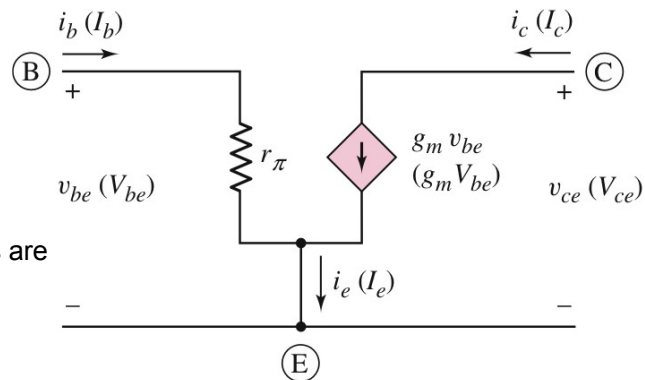 i_b (I_b)
i_c (I_c)
B
C
+
+
g_m v_be
r_π
(g_m V_be)
v_be (V_be)
v_ce (V_ce)
are
i_e (I_e)
−
−
E